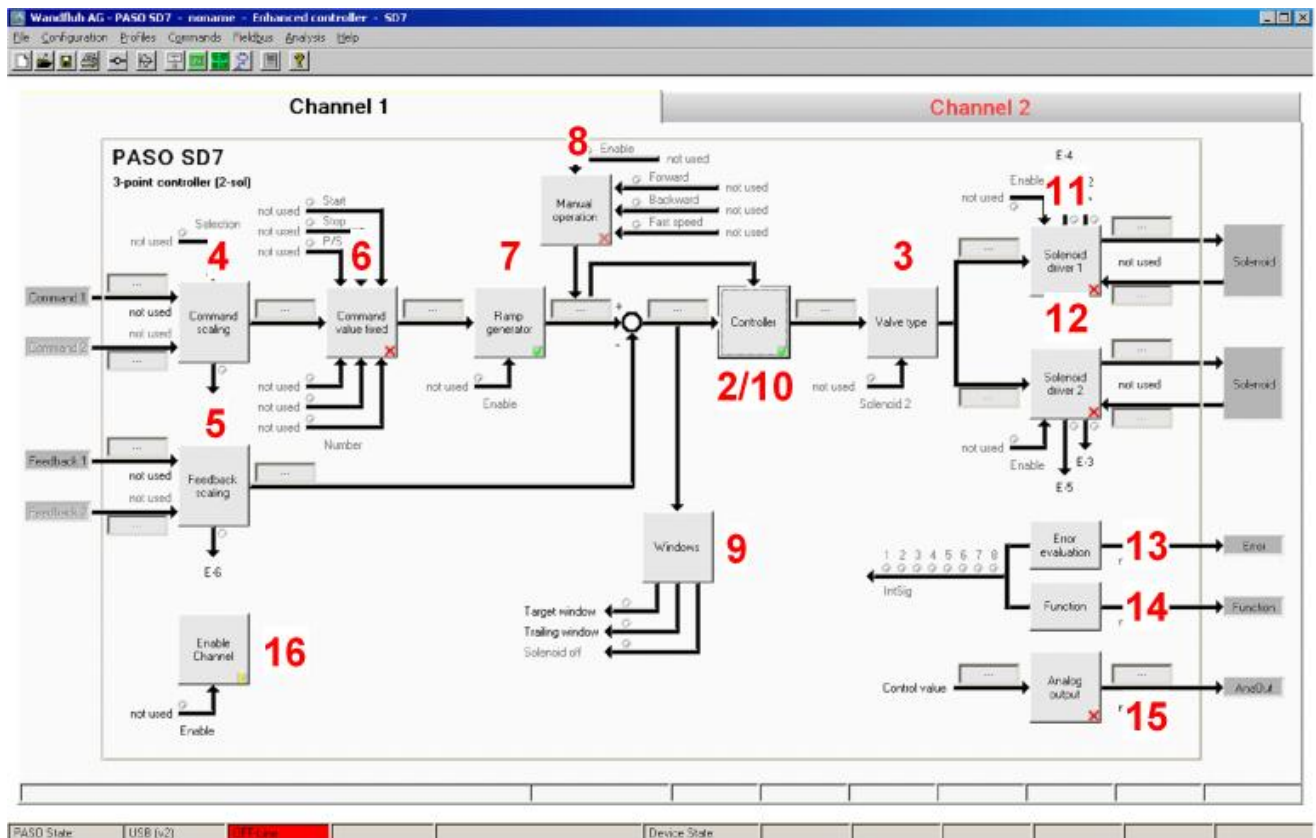 Wandfluh AG - PASO SD7 - noname - Enhanced controller - SD7
File Configuration Profiles Commands Fieldbus Analysis Help
Channel 1
Channel 2
PASO SD7
3-point controller (2-sol)
8
Enable
not used
Manual operation
Forward
not used
Backward
not used
Fast speed
not used
Selection
not used
4
Command 1
...
not used
Command 2
not used
...
Command scaling
5
...
Start
not used
Stop
not used
P/S
not used
6
Command value fixed
not used
not used
not used
Number
...
7
Ramp generator
not used
Enable
...
+
-
...
Controller
2/10
...
3
Valve type
not used
Solenoid 2
E-4
Enable
11
2
not used
...
Solenoid driver 1
...
not used
...
Solenoid
12
...
Solenoid driver 2
...
not used
...
Solenoid
not used
Enable
E-3
E-5
Feedback 1
...
not used
Feedback 2
not used
...
Feedback scaling
...
E-6
Windows
9
Target window
Trailing window
Solenoid off
1 2 3 4 5 6 7 8
IntSig
Error evaluation
13
Error
Function
14
Function
Control value
...
Analog output
...
15
AnaOut
Enable Channel
16
not used
Enable
PASO State
USB (v2)
OFF-Line
Device State